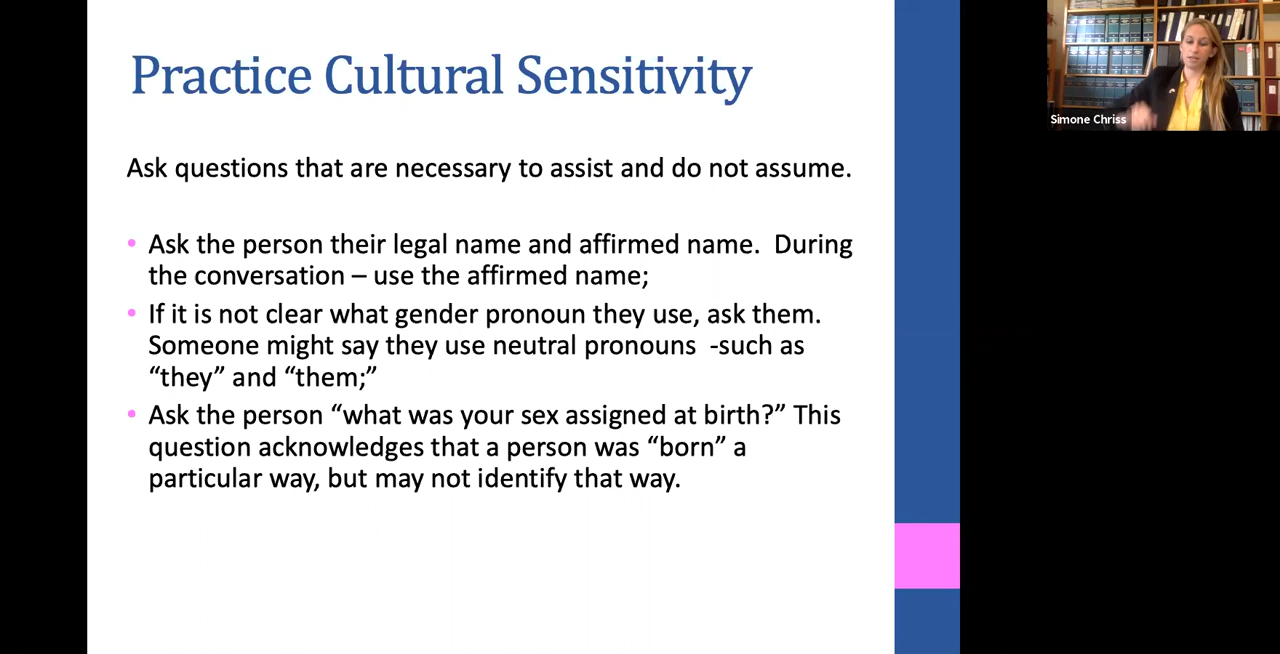 Practice Cultural Sensitivity
Simone Chriss
Ask questions that are necessary to assist and do not assume.
• Ask the person their legal name and affirmed name.  During
the conversation – use the affirmed name;
• If it is not clear what gender pronoun they use, ask them.
Someone might say they use neutral pronouns  -such as
“they” and “them;”
• Ask the person “what was your sex assigned at birth?” This
question acknowledges that a person was “born” a
particular way, but may not identify that way.